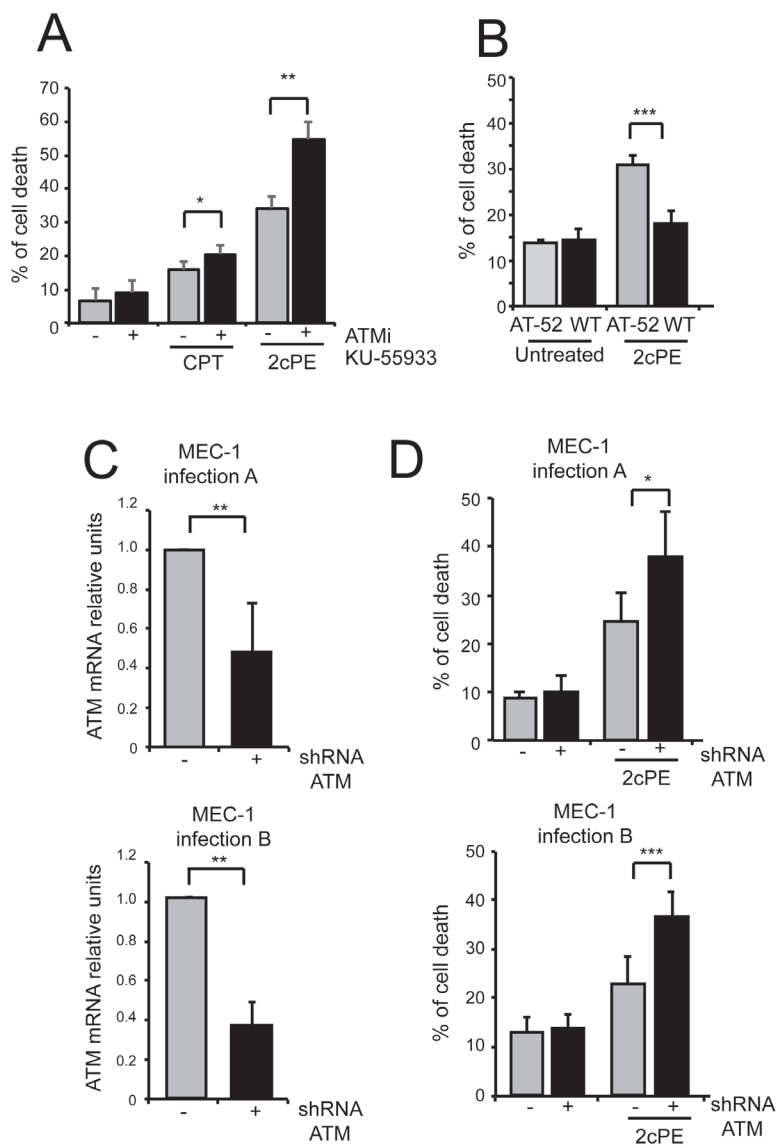 A
% of cell death
70
60
50
40
30
20
10
0
*
**
- + - + - +
ATMi
CPT 2cPE KU-55933
B
% of cell death
50
40
30
20
10
0
***
AT-52 WT AT-52 WT
Untreated 2cPE
C
MEC-1
infection A
ATM mRNA relative units
1.2
1.0
0.8
0.6
0.4
0.2
0
**
- + shRNA
ATM
MEC-1
infection B
ATM mRNA relative units
1.2
1.0
0.8
0.6
0.4
0.2
0
**
- + shRNA
ATM
D
MEC-1
infection A
% of cell death
50
40
30
20
10
0
*
- + - + shRNA
2cPE ATM
MEC-1
infection B
% of cell death
50
40
30
20
10
0
***
- + - + shRNA
2cPE ATM